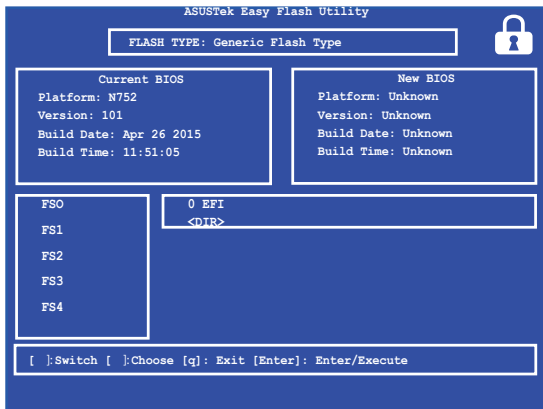 ASUSTek Easy Flash Utility
FLASH TYPE: Generic Flash Type
Current BIOS
Platform: N752
Version: 101
Build Date: Apr 26 2015
Build Time: 11:51:05
New BIOS
Platform: Unknown
Version: Unknown
Build Date: Unknown
Build Time: Unknown
FSO
FS1
FS2
FS3
FS4
0 EFI
<DIR>
[ ]:Switch [ ]:Choose [q]: Exit [Enter]: Enter/Execute